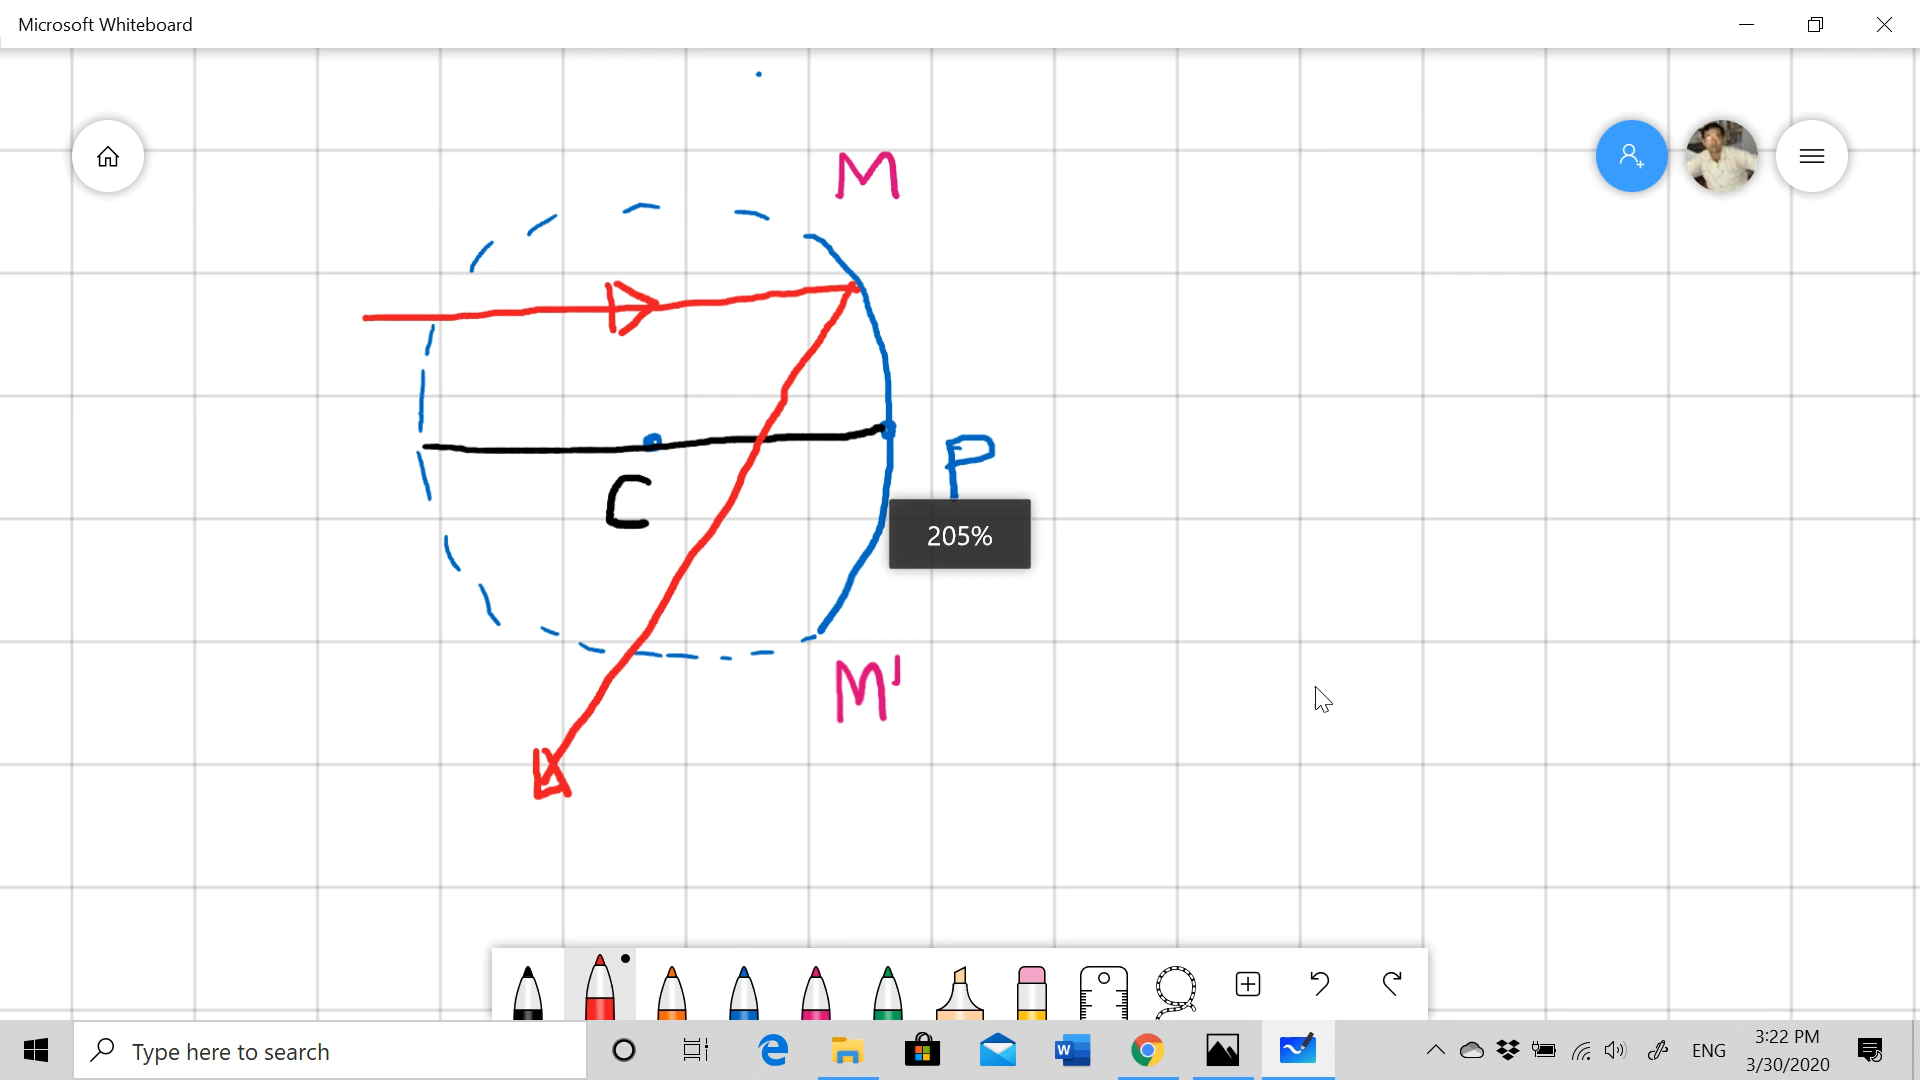 Microsoft Whiteboard
M
P
C
205%
M'
Type here to search
W
ENG
3:22 PM
3/30/2020